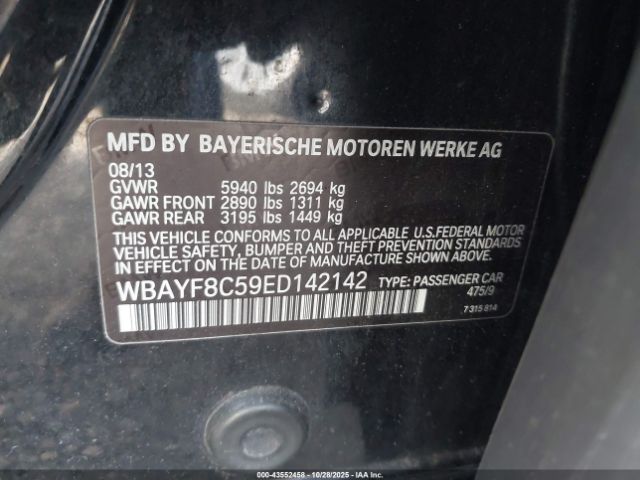 MFD BY BAYERISCHE MOTOREN WERKE AG
08/13
GVWR 5940 lbs 2694 kg
GAWR FRONT 2890 lbs 1311 kg
GAWR REAR 3195 lbs 1449 kg
THIS VEHICLE CONFORMS TO ALL APPLICABLE U.S.FEDERAL MOTOR
VEHICLE SAFETY, BUMPER AND THEFT PREVENTION STANDARDS
IN EFFECT ON THE DATE OF MANUFACTURE SHOWN ABOVE.
WBAYF8C59ED142142 TYPE: PASSENGER CAR
475/9
7 315 814
00-43552458 - 10/28/2025 - Copyright © 2025 IAA, Inc.